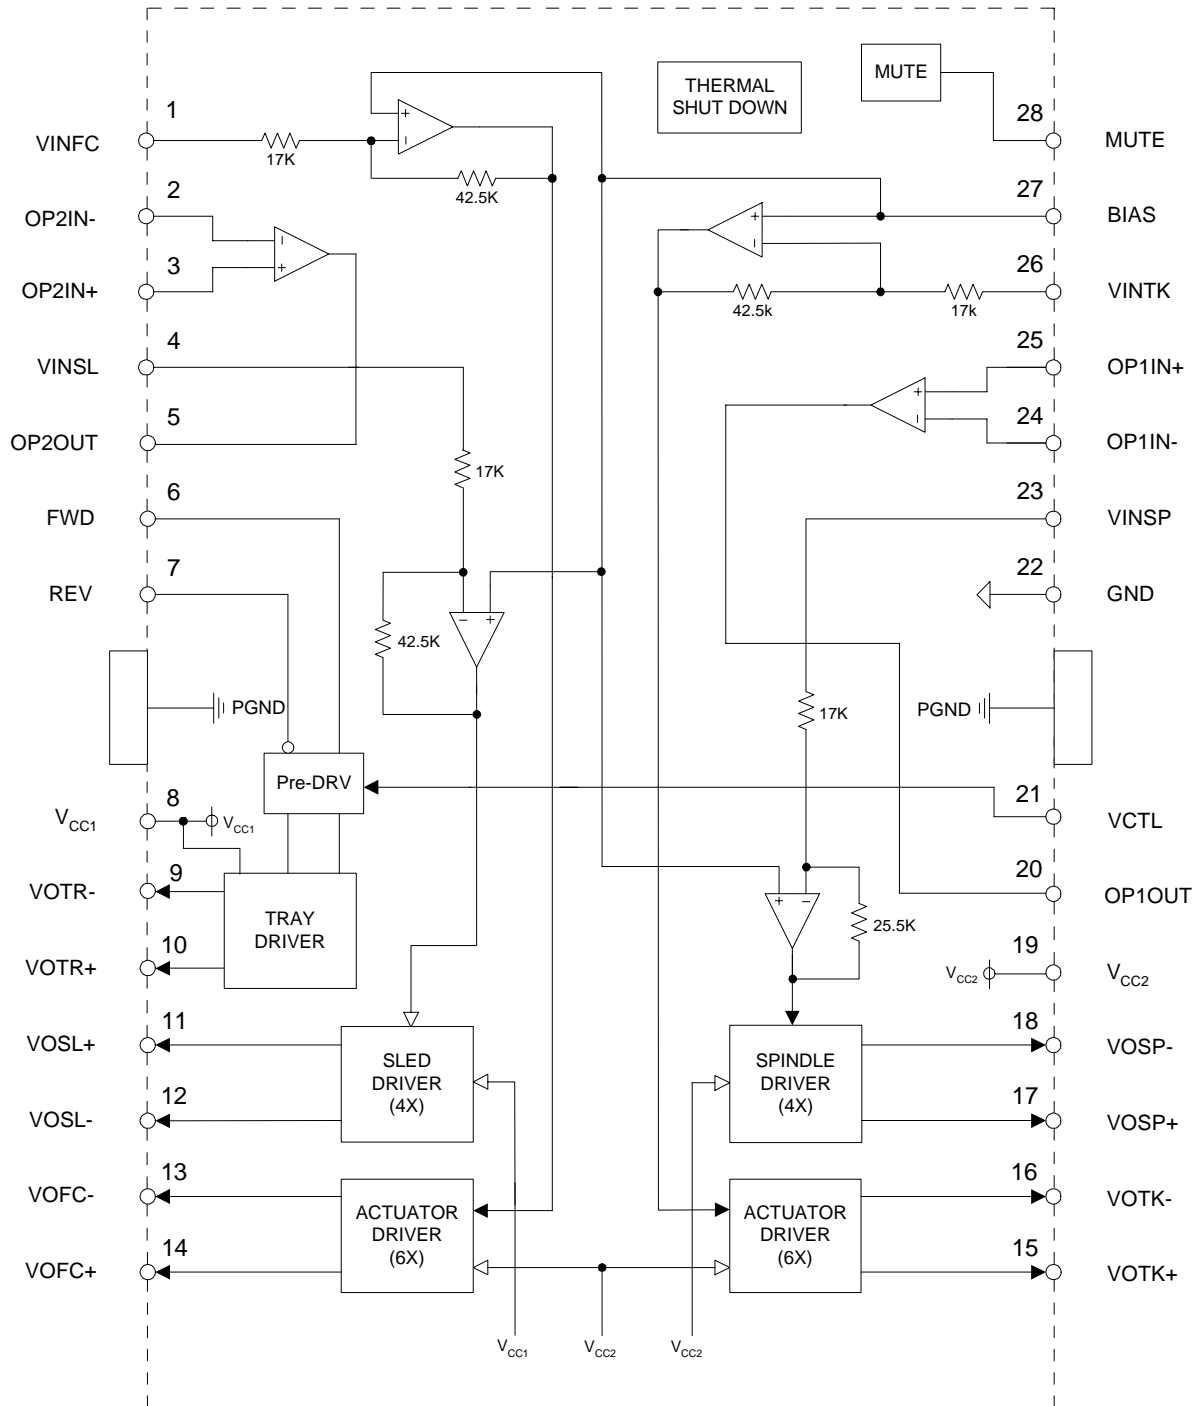 THERMAL
SHUT DOWN
MUTE
1
VINFC
17K
+
−
42.5K
28
MUTE
2
OP2IN-
−
+
27
BIAS
+
−
3
OP2IN+
26
VINTK
42.5k
17k
4
VINSL
25
OP1IN+
+
−
5
OP2OUT
24
OP1IN-
17K
6
FWD
23
VINSP
7
REV
22
GND
− +
42.5K
PGND
17K
PGND
Pre-DRV
8
VCC1
VCC1
21
VCTL
9
VOTR-
20
OP1OUT
+ −
25.5K
TRAY
DRIVER
10
VOTR+
19
VCC2
VCC2
11
VOSL+
SLED
DRIVER
(4X)
SPINDLE
DRIVER
(4X)
18
VOSP-
12
VOSL-
17
VOSP+
13
VOFC-
ACTUATOR
DRIVER
(6X)
ACTUATOR
DRIVER
(6X)
16
VOTK-
14
VOFC+
15
VOTK+
VCC1
VCC2
VCC2